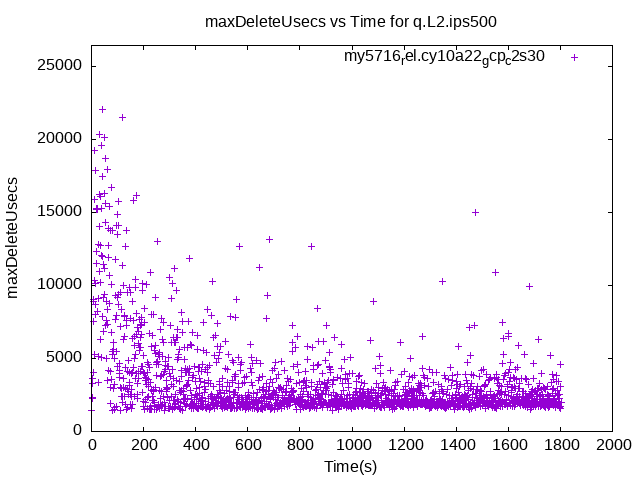 maxDeleteUsecs vs Time for q.L2.ips500
my5716rel.cy10a22gcpc2s30
25000
20000
15000
10000
5000
0
maxDeleteUsecs
0 200 400 600 800 1000 1200 1400 1600 1800 2000
Time(s)